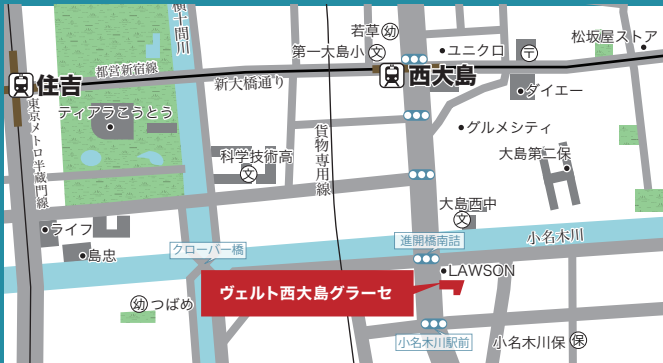 横十間川
若草幼
第一大島小文
ユニクロ
〒
松坂屋ストア
都営新宿線
新大橋通り
住吉
西大島
ダイエー
ティアラこうとう
東京メトロ半蔵門線
貨物専用線
グルメシティ
科学技術高
文
大島第二保
大島西中
文
ライフ
島忠
クローバー橋
進開橋南詰
小名木川
LAWSON
ヴェルト西大島グラーセ
幼つばめ
小名木川駅前
小名木川保保